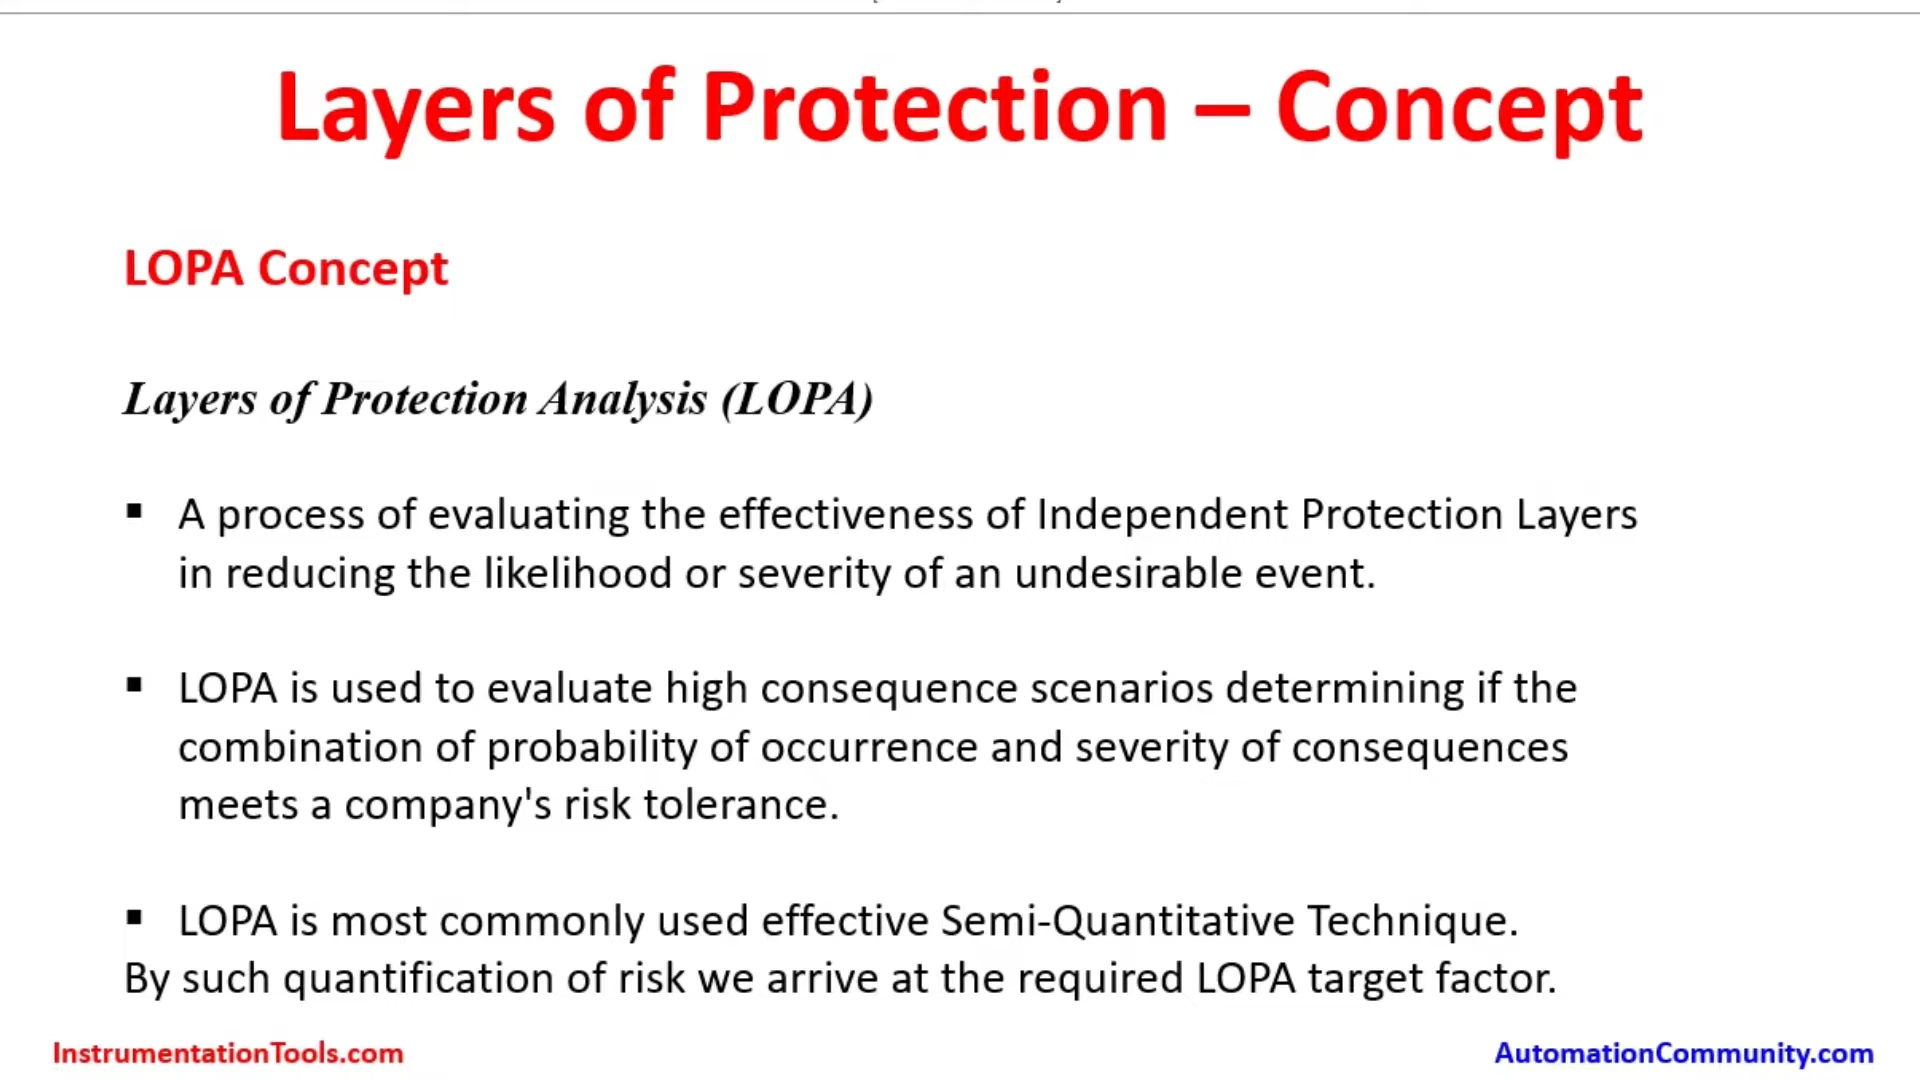 Layers of Protection – Concept
LOPA Concept
Layers of Protection Analysis (LOPA)
▪ A process of evaluating the effectiveness of Independent Protection Layers
in reducing the likelihood or severity of an undesirable event.
▪ LOPA is used to evaluate high consequence scenarios determining if the
combination of probability of occurrence and severity of consequences
meets a company's risk tolerance.
▪ LOPA is most commonly used effective Semi-Quantitative Technique.
By such quantification of risk we arrive at the required LOPA target factor.
InstrumentationTools.com
AutomationCommunity.com